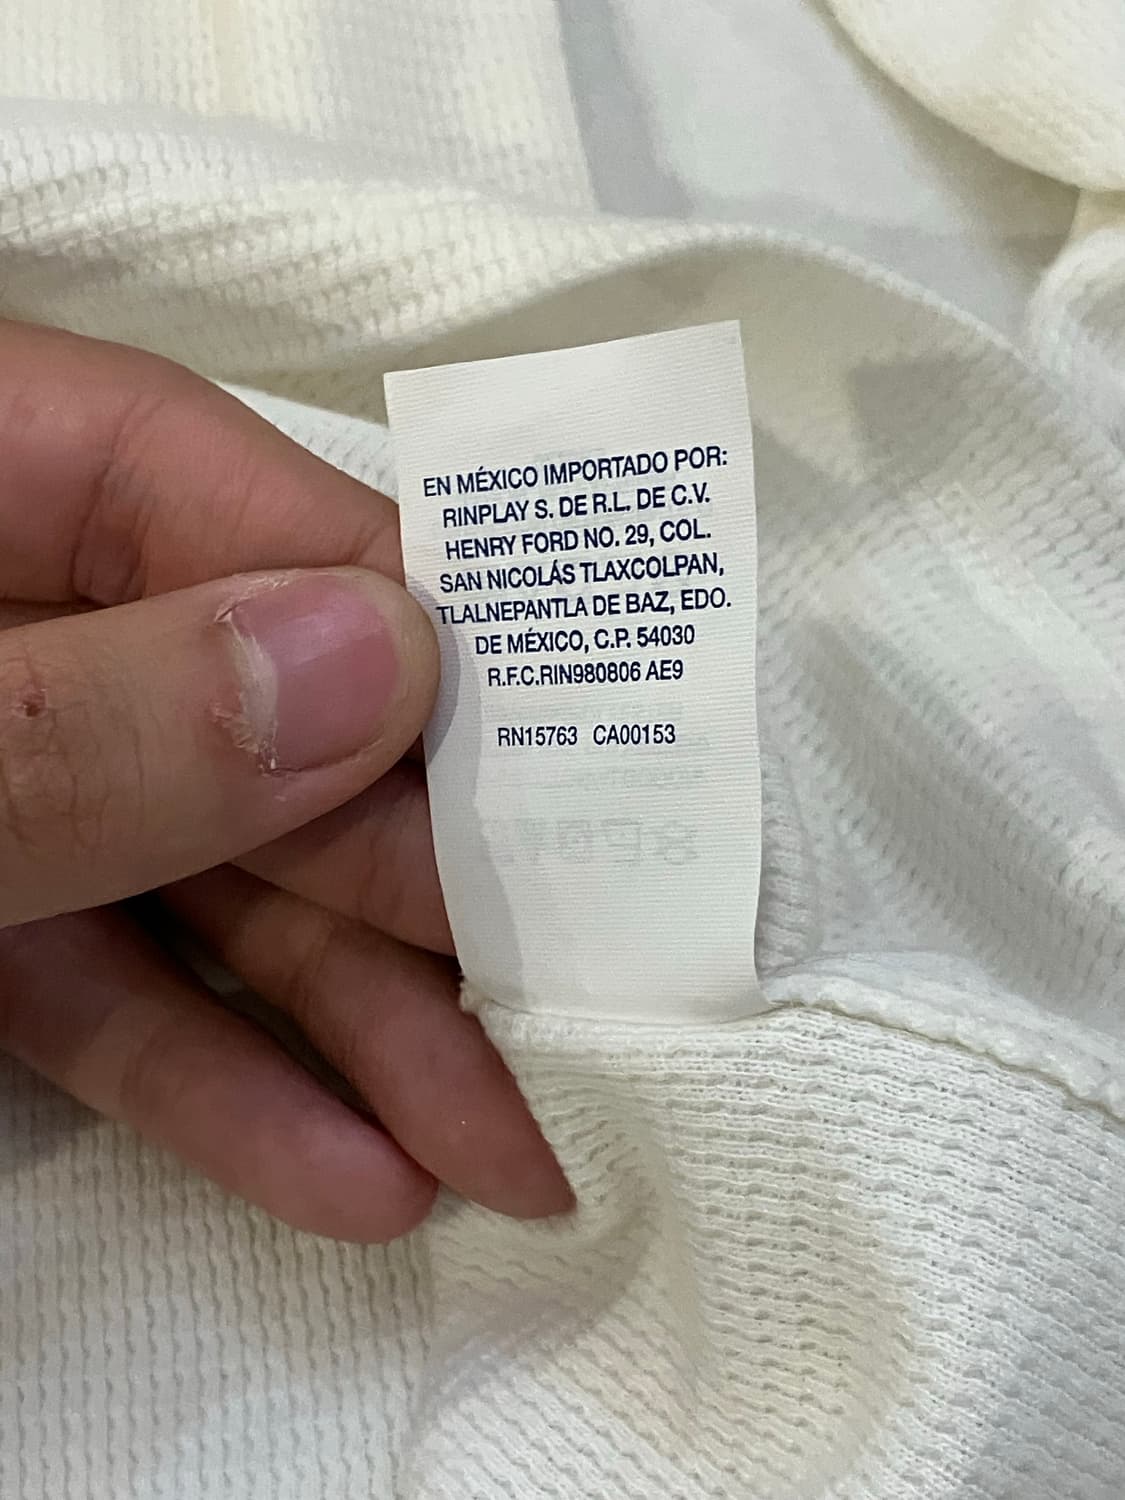 EN MÉXICO IMPORTADO POR:
RINPLAY S. DE R.L. DE C.V.
HENRY FORD NO. 29, COL.
SAN NICOLÁS TLAXCOLPAN,
TLALNEPANTLA DE BAZ, EDO.
DE MÉXICO, C.P. 54030
R.F.C.RIN980806 AE9
RN15763 CA00153